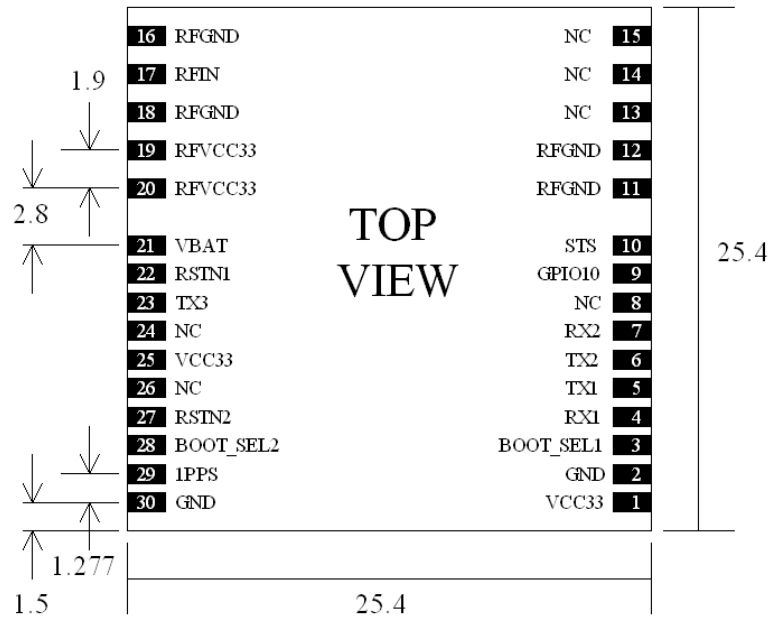 16 RFGND NC 15
17 RFIN NC 14
1.9
18 RFGND NC 13
19 RFVCC33 RFGND 12
20 RFVCC33 RFGND 11
2.8
TOP
VIEW
21 VBAT STS 10
25.4
22 RSTN1 GPIO10 9
23 TX3 NC 8
24 NC RX2 7
25 VCC33 TX2 6
26 NC TX1 5
27 RSTN2 RX1 4
28 BOOT_SEL2 BOOT_SEL1 3
29 1PPS GND 2
30 GND VCC33 1
1.277
1.5
25.4